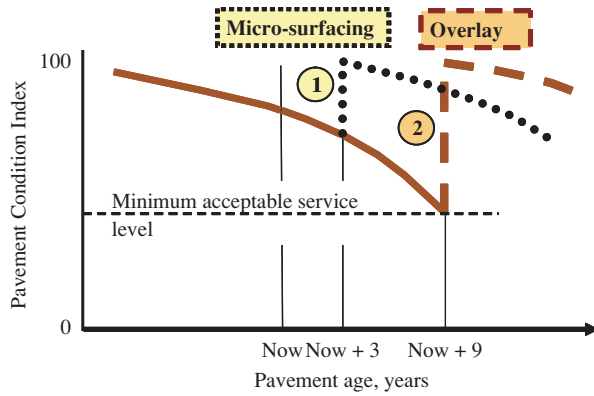 Micro-surfacing
Overlay
100
1
2
Pavement Condition Index
Minimum acceptable service
level
0
Now Now + 3 Now + 9
Pavement age, years